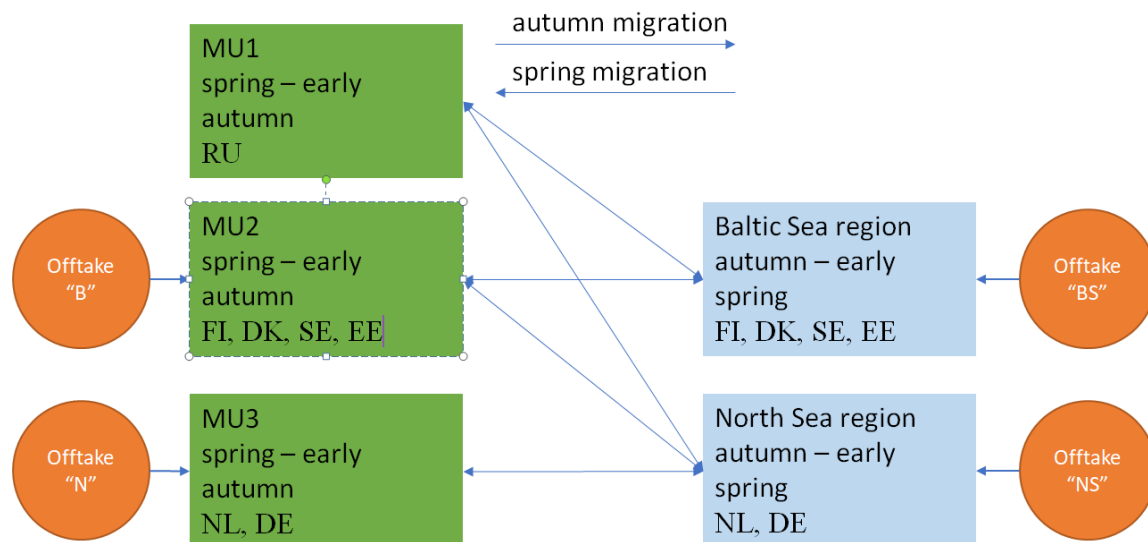 autumn migration
spring migration
MU1
spring – early
autumn
RU
MU2
spring – early
autumn
FI, DK, SE, EE
MU3
spring – early
autumn
NL, DE
Baltic Sea region
autumn – early
spring
FI, DK, SE, EE
North Sea region
autumn – early
spring
NL, DE
Offtake
“B”
Offtake
“N”
Offtake
“BS”
Offtake
“NS”